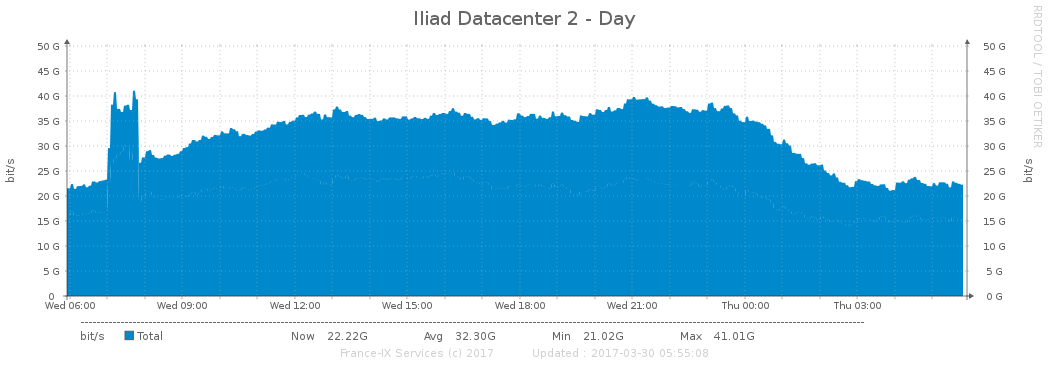 Iliad Datacenter 2 - Day
RRDTOOL / TOBI OETIKER
50 G 50 G
45 G 45 G
40 G 40 G
35 G 35 G
30 G 30 G
25 G 25 G
20 G 20 G
15 G 15 G
10 G 10 G
5 G 5 G
0 0 G
bit/s bit/s
Wed 06:00 Wed 09:00 Wed 12:00 Wed 15:00 Wed 18:00 Wed 21:00 Thu 00:00 Thu 03:00
bit/s Total Now 22.22G Avg 32.30G Min 21.02G Max 41.01G
France-IX Services (c) 2017 Updated : 2017-03-30 05:55:08